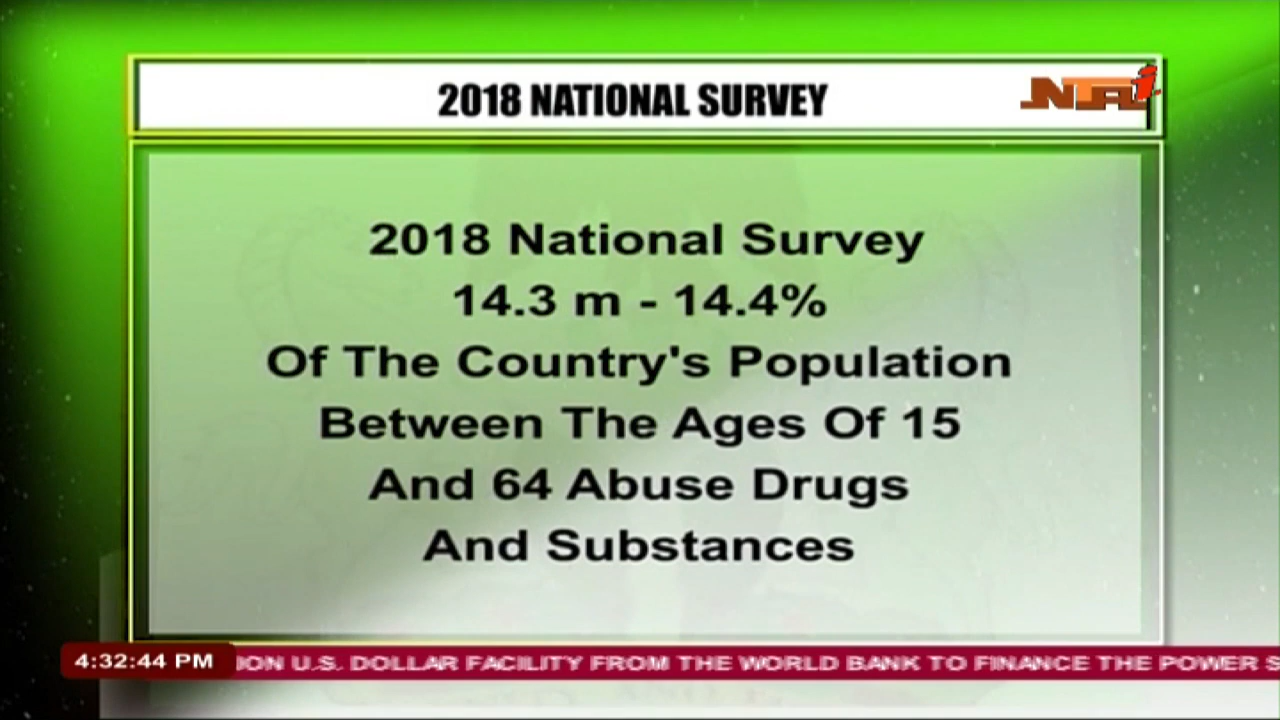 2018 NATIONAL SURVEY
NTAi
2018 National Survey
14.3 m - 14.4%
Of The Country's Population
Between The Ages Of 15
And 64 Abuse Drugs
And Substances
4:32:44 PM
ION U.S. DOLLAR FACILITY FROM THE WORLD BANK TO FINANCE THE POWER S